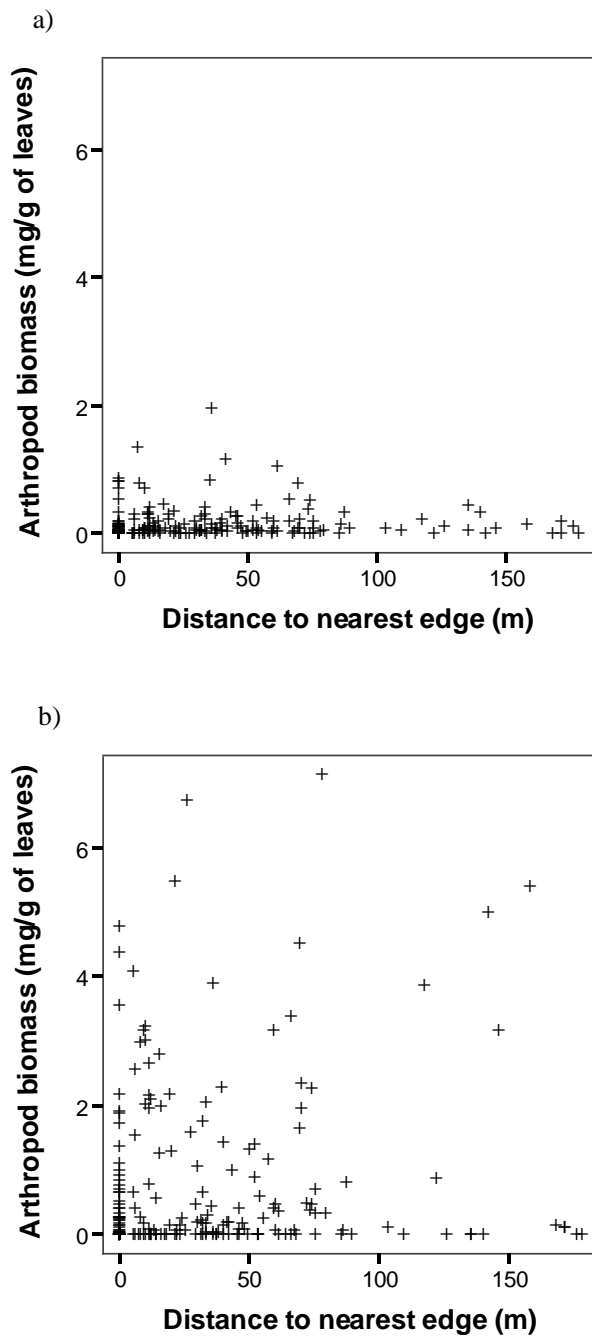 a)
Arthropod biomass (mg/g of leaves)
6
4
2
0
0 50 100 150
Distance to nearest edge (m)
b)
Arthropod biomass (mg/g of leaves)
6
4
2
0
0 50 100 150
Distance to nearest edge (m)